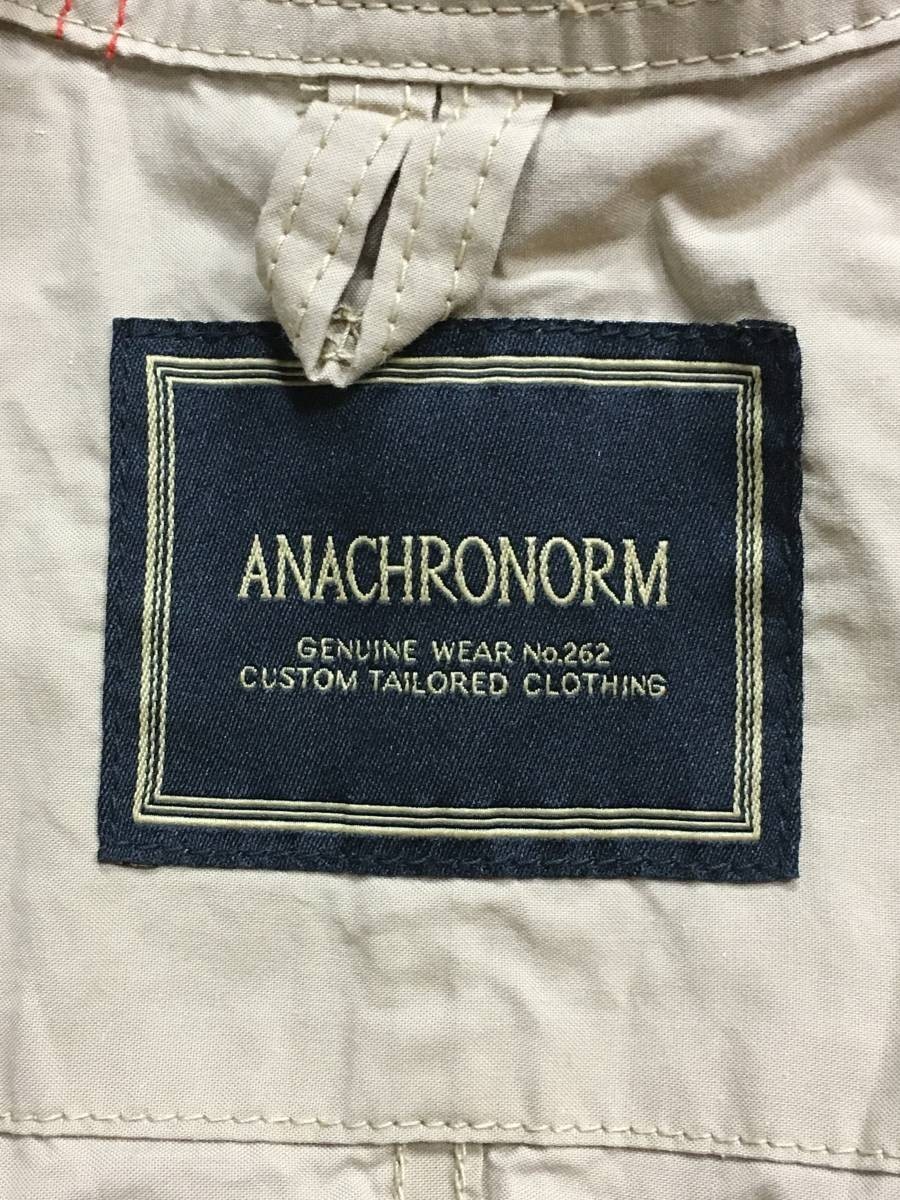 ANACHRONORM
GENUINE WEAR No.262
CUSTOM TAILORED CLOTHING